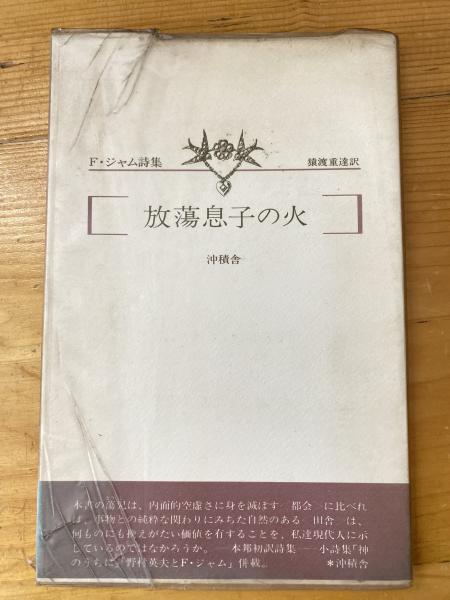 F・ジャム詩集
猿渡重達訳
放蕩息子の火
沖積舎
本書の意見は、内面的空虚さに身を滅ぼす〈都会〉に比べれ
ば、事物との純粋な関わりにみちた自然のある〈田舎〉は、
何ものにも換えがたい価値を有することを、私達現代人に示
しているのではなかろうか。――本邦初訳詩集――小詩集「神
のうちに」「野村英夫とF・ジャム」併載。 *沖積舎